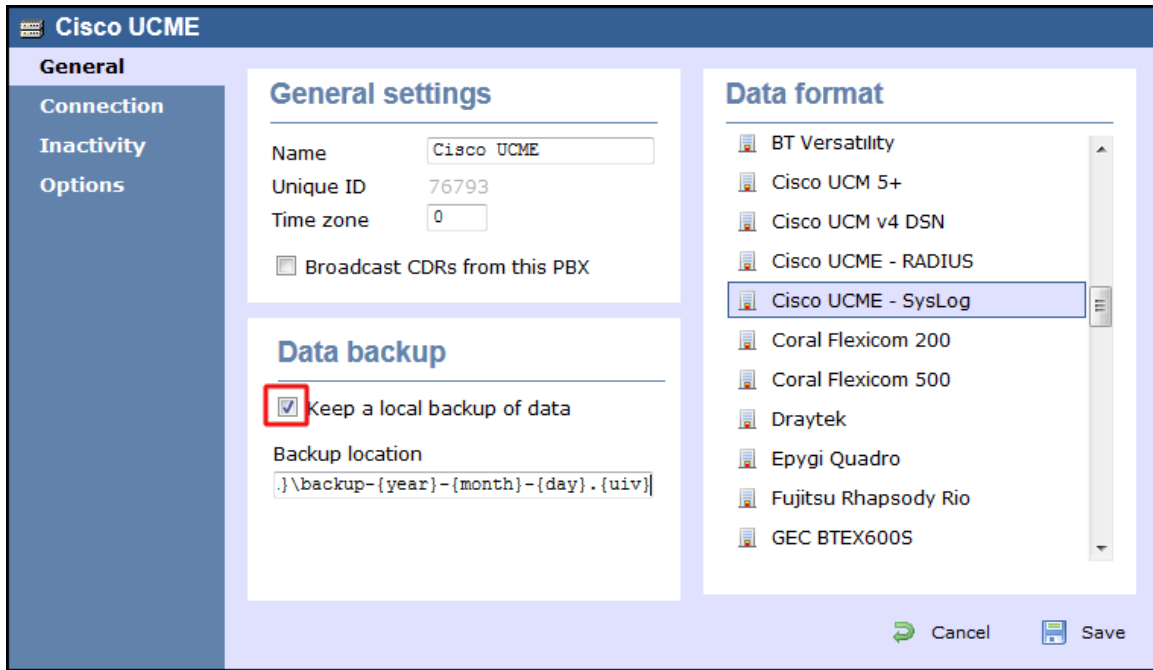 Cisco UCME
General
Connection
Inactivity
Options
General settings
Name Cisco UCME
Unique ID 76793
Time zone 0
Broadcast CDRs from this PBX
Data backup
Keep a local backup of data
Backup location
.}\backup-{year}-{month}-{day}.{uiv}
Data format
BT Versatility
Cisco UCM 5+
Cisco UCM v4 DSN
Cisco UCME - RADIUS
Cisco UCME - SysLog
Coral Flexicom 200
Coral Flexicom 500
Draytek
Epygi Quadro
Fujitsu Rhapsody Rio
GEC BTEX600S
Cancel Save